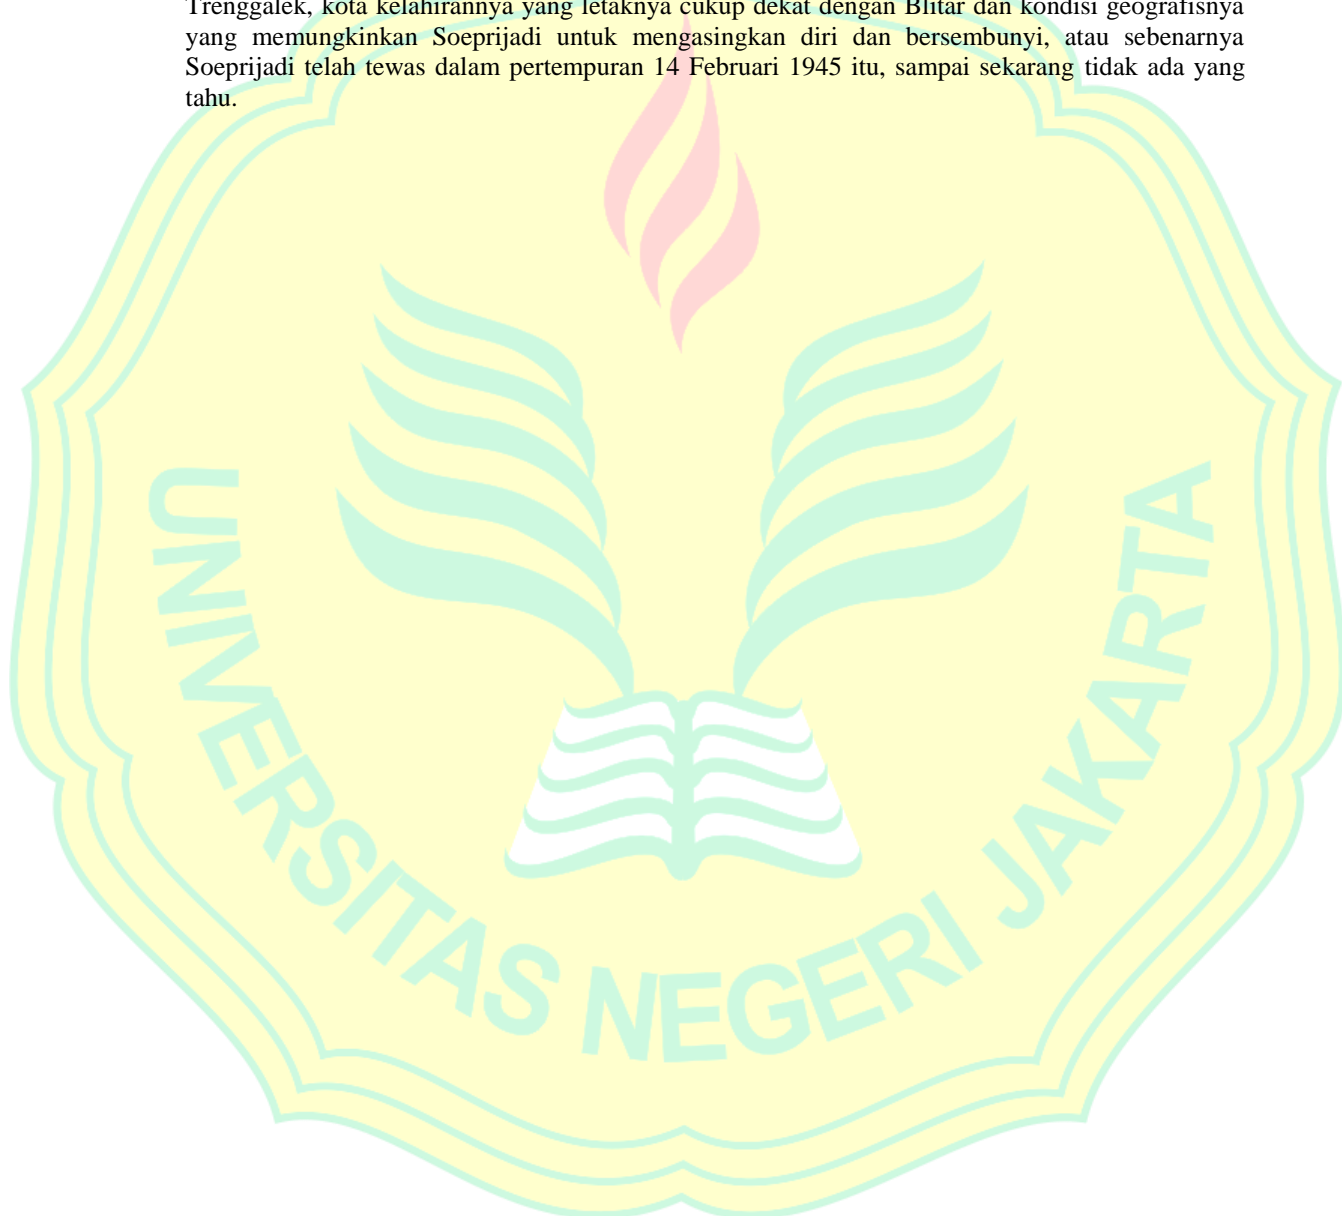 Trenggalek, kota kelahirannya yang letaknya cukup dekat dengan Blitar dan kondisi geografisnya
yang memungkinkan Soeprijadi untuk mengasingkan diri dan bersembunyi, atau sebenarnya
Soeprijadi telah tewas dalam pertempuran 14 Februari 1945 itu, sampai sekarang tidak ada yang
tahu.
UNIVERSITAS NEGERI JAKARTA